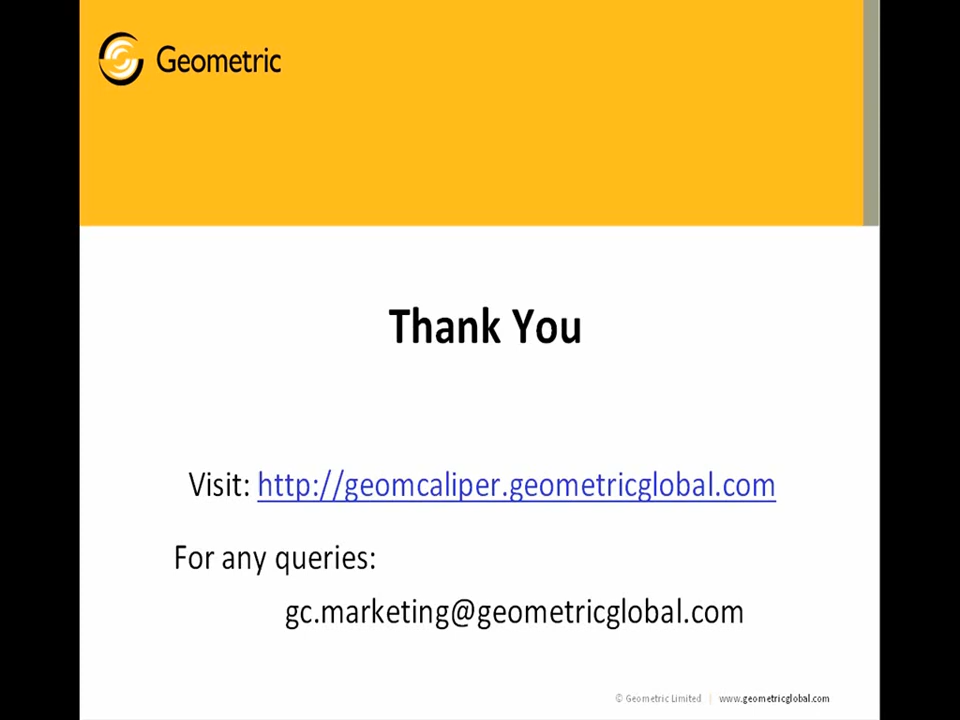 Geometric
Thank You
Visit: http://geomcaliper.geometricglobal.com
For any queries:
gc.marketing@geometricglobal.com
© Geometric Limited | www.geometricglobal.com